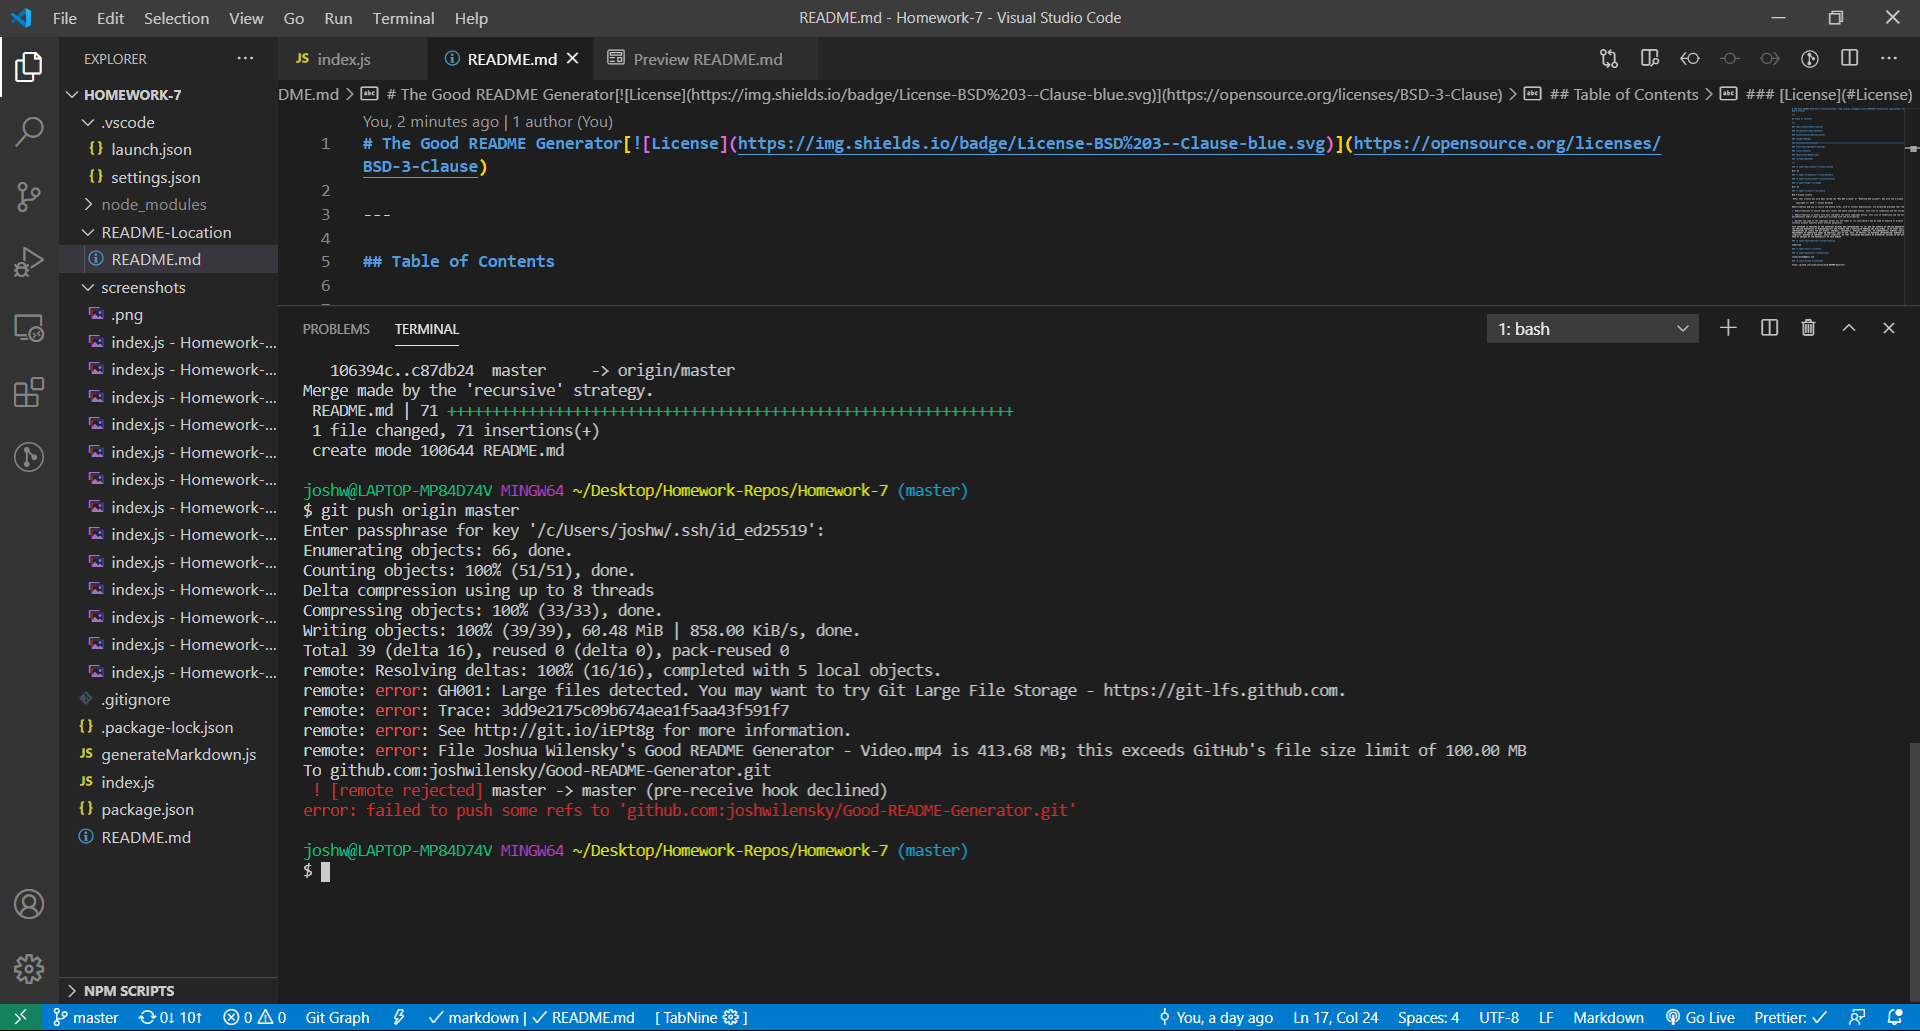 File Edit Selection View Go Run Terminal Help
README.md - Homework-7 - Visual Studio Code
EXPLORER
HOMEWORK-7
.vscode
{} launch.json
{} settings.json
node_modules
README-Location
README.md
screenshots
.png
index.js - Homework-...
index.js - Homework-...
index.js - Homework-...
index.js - Homework-...
index.js - Homework-...
index.js - Homework-...
index.js - Homework-...
index.js - Homework-...
index.js - Homework-...
index.js - Homework-...
index.js - Homework-...
index.js - Homework-...
index.js - Homework-...
.gitignore
{} .package-lock.json
JS generateMarkdown.js
JS index.js
{} package.json
README.md
NPM SCRIPTS
JS index.js
README.md
Preview README.md
DME.md > # The Good README Generator[![License](https://img.shields.io/badge/License-BSD%203--Clause-blue.svg)](https://opensource.org/licenses/BSD-3-Clause) > ## Table of Contents > ### [License](#License)
You, 2 minutes ago | 1 author (You)
1 # The Good README Generator[![License](https://img.shields.io/badge/License-BSD%203--Clause-blue.svg)](https://opensource.org/licenses/
BSD-3-Clause)
2
3 ---
4
5 ## Table of Contents
6
PROBLEMS TERMINAL
1: bash
106394c..c87db24 master -> origin/master
Merge made by the 'recursive' strategy.
README.md | 71 +++++++++++++++++++++++++++++++++++++++++++++++++++++++++++++++
1 file changed, 71 insertions(+)
create mode 100644 README.md
joshw@LAPTOP-MP84D74V MINGW64 ~/Desktop/Homework-Repos/Homework-7 (master)
$ git push origin master
Enter passphrase for key '/c/Users/joshw/.ssh/id_ed25519':
Enumerating objects: 66, done.
Counting objects: 100% (51/51), done.
Delta compression using up to 8 threads
Compressing objects: 100% (33/33), done.
Writing objects: 100% (39/39), 60.48 MiB | 858.00 KiB/s, done.
Total 39 (delta 16), reused 0 (delta 0), pack-reused 0
remote: Resolving deltas: 100% (16/16), completed with 5 local objects.
remote: error: GH001: Large files detected. You may want to try Git Large File Storage - https://git-lfs.github.com.
remote: error: Trace: 3dd9e2175c09b674aea1f5aa43f591f7
remote: error: See http://git.io/iEPt8g for more information.
remote: error: File Joshua Wilensky's Good README Generator - Video.mp4 is 413.68 MB; this exceeds GitHub's file size limit of 100.00 MB
To github.com:joshwilensky/Good-README-Generator.git
! [remote rejected] master -> master (pre-receive hook declined)
error: failed to push some refs to 'github.com:joshwilensky/Good-README-Generator.git'
joshw@LAPTOP-MP84D74V MINGW64 ~/Desktop/Homework-Repos/Homework-7 (master)
$
master 0↓ 10↑ 0 0 Git Graph markdown | README.md [ TabNine ] You, a day ago Ln 17, Col 24 Spaces: 4 UTF-8 LF Markdown Go Live Prettier: